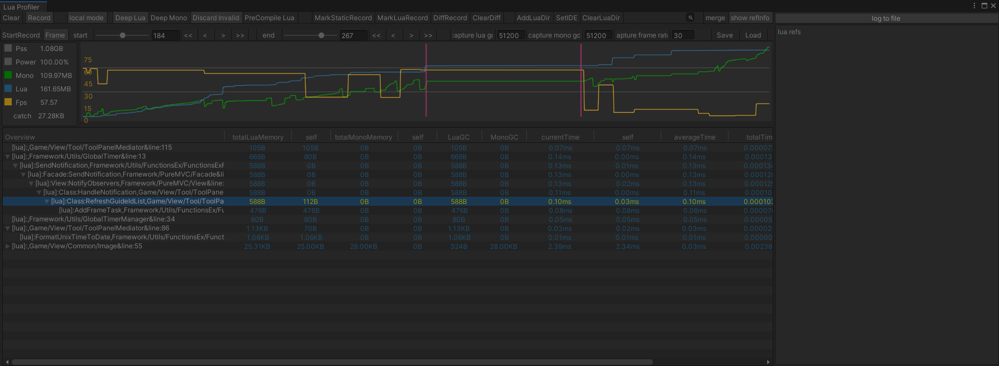 Lua Profiler
Clear Record local mode Deep Lua Deep Mono Discard Invalid PreCompile Lua MarkStaticRecord MarkLuaRecord DiffRecord ClearDiff AddLuaDir SetIDE ClearLuaDir merge show refInfo
log to file
StartRecord Frame start 184 << < > >> end 267 << < > >> capture lua gc 51200 capture mono gc 51200 apture frame rate 30 Save Load
lua refs
Pss 1.08GB
Power 100.00%
Mono 109.97MB
Lua 161.65MB
Fps 57.57
catch 27.28KB
75
60
45
30
15
0
Overview totalLuaMemory self totalMonoMemory self LuaGC MonoGC currentTime self averageTime totalTime
[lua]:,Game/View/Tool/ToolPanelMediator&line:115 105B 105B 0B 0B 105B 0B 0.07ms 0.07ms 0.07ms 0.00007
[lua]:,Framework/Utils/GlobalTimer&line:13 668B 80B 0B 0B 668B 0B 0.14ms 0.00ms 0.14ms 0.00013
[lua]:SendNotification,Framework/Utils/FunctionsEx/FunctionsExF 588B 0B 0B 0B 588B 0B 0.13ms 0.01ms 0.13ms 0.00013
[lua]:Facade:SendNotification,Framework/PureMVC/Facade&li 588B 0B 0B 0B 588B 0B 0.13ms 0.00ms 0.13ms 0.000128
[lua]:View:NotifyObservers,Framework/PureMVC/View&line: 588B 0B 0B 0B 588B 0B 0.13ms 0.02ms 0.13ms 0.000125
[lua]:Class:HandleNotification,Game/View/Tool/ToolPane 588B 0B 0B 0B 588B 0B 0.11ms 0.00ms 0.11ms 0.00010
[lua]:Class:RefreshGuideIdList,Game/View/Tool/ToolPa 588B 112B 0B 0B 588B 0B 0.10ms 0.03ms 0.10ms 0.000103
[lua]:AddFrameTask,Framework/Utils/FunctionsEx/Fu 476B 476B 0B 0B 476B 0B 0.08ms 0.08ms 0.08ms 0.00007
[lua]:,Framework/Utils/GlobalTimerManager&line:34 80B 80B 0B 0B 80B 0B 0.05ms 0.05ms 0.05ms 0.00005
[lua]:,Game/View/Tool/ToolPanelMediator&line:86 1.13KB 70B 0B 0B 1.13KB 0B 0.03ms 0.02ms 0.03ms 0.00002
[lua]:FormatUnixTimeToDate,Framework/Utils/FunctionsEx/Funct 1.06KB 1.06KB 0B 0B 1.06KB 0B 0.01ms 0.01ms 0.01ms 0.00000
[lua]:,Game/View/Common/Image&line:55 25.31KB 25.00KB 28.00KB 0B 324B 28.00KB 2.39ms 2.34ms 0.03ms 0.00238